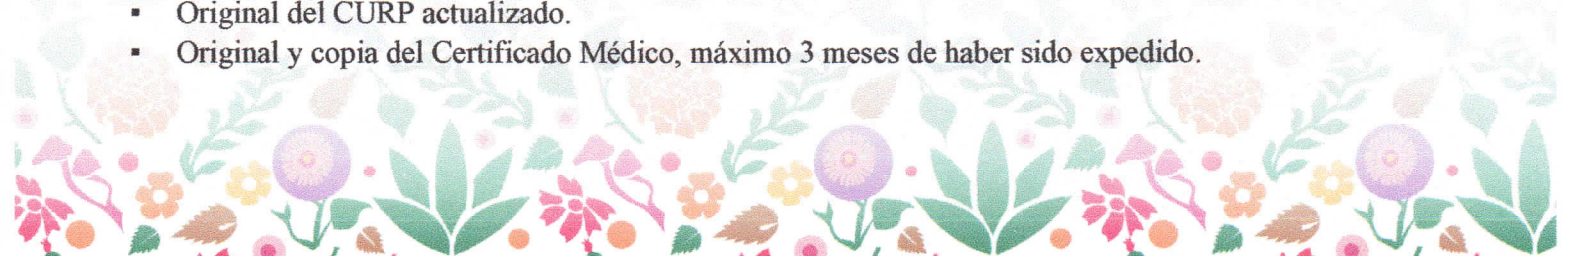 ▪ Original del CURP actualizado.
▪ Original y copia del Certificado Médico, máximo 3 meses de haber sido expedido.